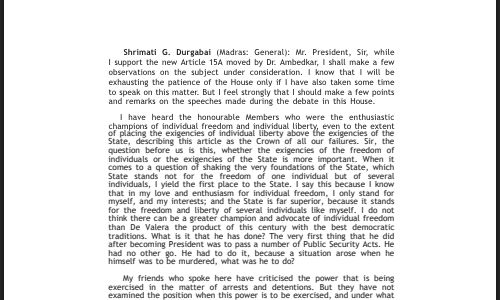 Shrimati G. Durgabai (Madras: General): Mr. President, Sir, while
I support the new Article 15A moved by Dr. Ambedkar, I shall make a few
observations on the subject under consideration. I know that I will be
exhausting the patience of the House only if I have also taken some time
to speak on this matter. But I feel strongly that I should make a few points
and remarks on the speeches made during the debate in this House.
I have heard the honourable Members who were the enthusiastic
champions of individual freedom and individual liberty, even to the extent
of placing the exigencies of individual liberty above the exigencies of the
State, describing this article as the Crown of all our failures. Sir, the
question before us is this, whether the exigencies of the freedom of
individuals or the exigencies of the State is more important. When it
comes to a question of shaking the very foundations of the State, which
State stands not for the freedom of one individual but of several
individuals, I yield the first place to the State. I say this because I know
that in my love and enthusiasm for individual freedom, I only stand for
myself, and my interests; and the State is far superior, because it stands
for the freedom and liberty of several individuals like myself. I do not
think there can be a greater champion and advocate of individual freedom
than De Valera the product of this century with the best democratic
traditions. What is it that he has done? The very first thing that he did
after becoming President was to pass a number of Public Security Acts. He
had no other go. He had to do it, because a situation arose when he
himself was to be murdered, what was he to do?
My friends who spoke here have criticised the power that is being
exercised in the matter of arrests and detentions. But they have not
examined the position when this power is to be exercised, and under what